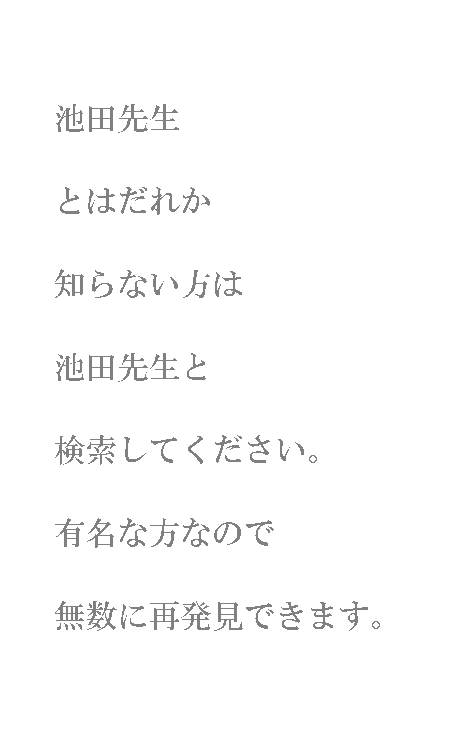 池田先生
とはだれか
知らない方は
池田先生と
検索してください。
有名な方なので
無数に再発見できます。